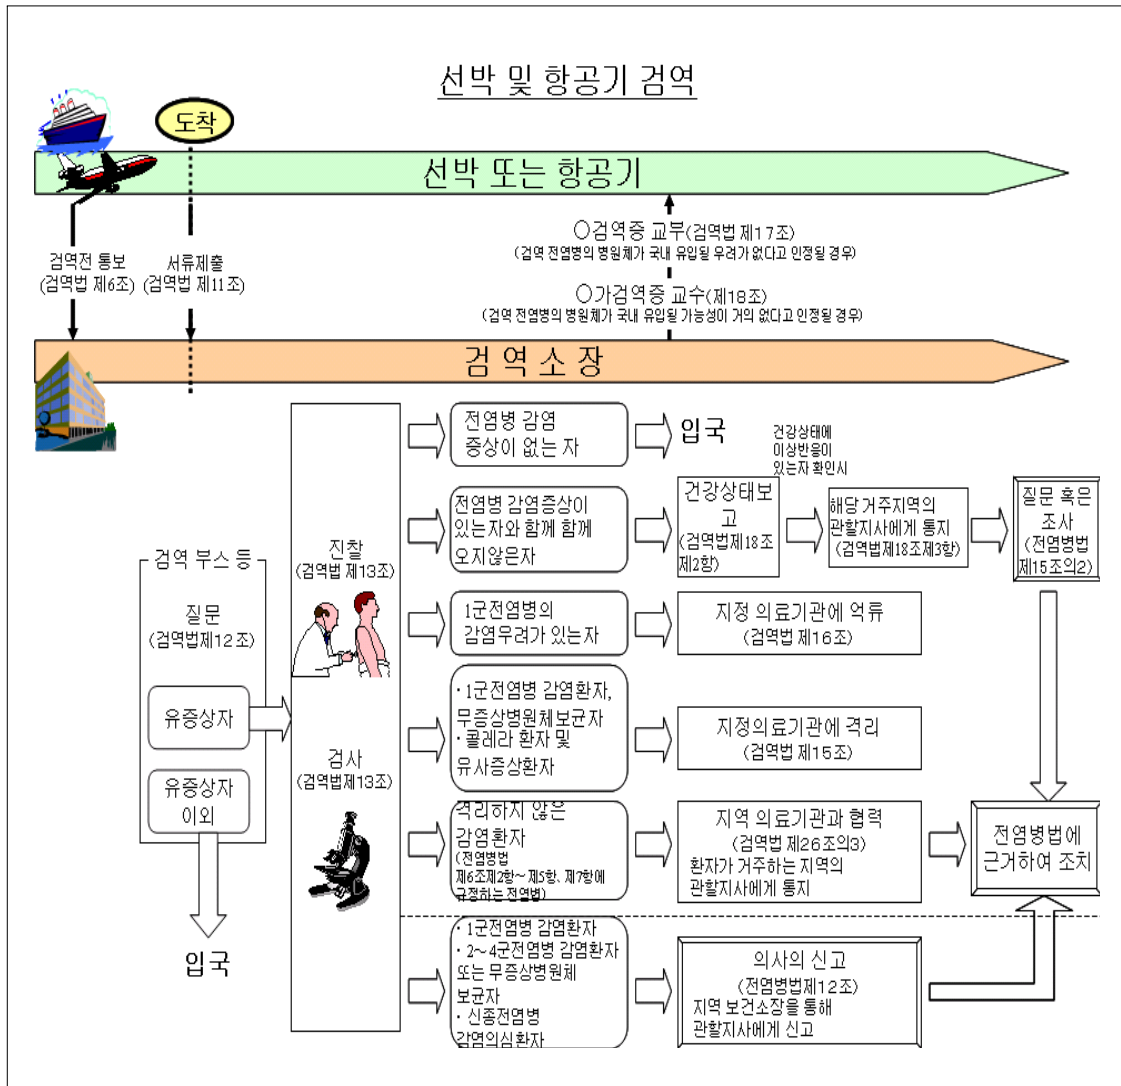 선박 및 항공기 검역
도착
선박 또는 항공기
검역전 통보
(검역법 제6조)
서류제출
(검역법 제11조)
○검역증 교부(검역법 제17조)
(검역 전염병의 병원체가 국내 유입될 우려가 없다고 인정될 경우)
○가검역증 교수(제18조)
(검역 전염병의 병원체가 국내 유입될 가능성이 거의 없다고 인정될 경우)
검 역 소 장
검역 부스 등
질문
(검역법제12조)
유증상자
유증상자
이외
입국
진찰
(검역법 제13조)
검사
(검역법제13조)
전염병 감염
증상이 없는 자
입국
전염병 감염증상이
있는자와 함께 함께
오지않은자
건강상태보
고
(검역법제18조
제2항)
건강상태에
이상반응이
있는자 확인시
해당 거주지역의
관할지사에게 통지
(검역법제18조제3항)
질문 혹은
조사
(전염병법
제15조의2)
1군전염병의
감염우려가 있는자
지정 의료기관에 억류
(검역법 제16조)
· 1군전염병 감염환자,
무증상병원체보균자
· 콜레라 환자 및
유사증상환자
지정의료기관에 격리
(검역법 제15조)
격리하지 않은
감염환자
(전염병법
제6조제2항~제5항, 제7항에
규정하는 전염병)
지역 의료기관과 협력
(검역법 제26조의3)
환자가 거주하는 지역의
관할지사에게 통지
전염병법에
근거하여 조치
· 1군전염병 감염환자
· 2~4군전염병 감염환자
또는 무증상병원체
보균자
· 신종전염병
감염의심환자
의사의 신고
(전염병법제12조)
지역 보건소장을 통해
관할지사에게 신고